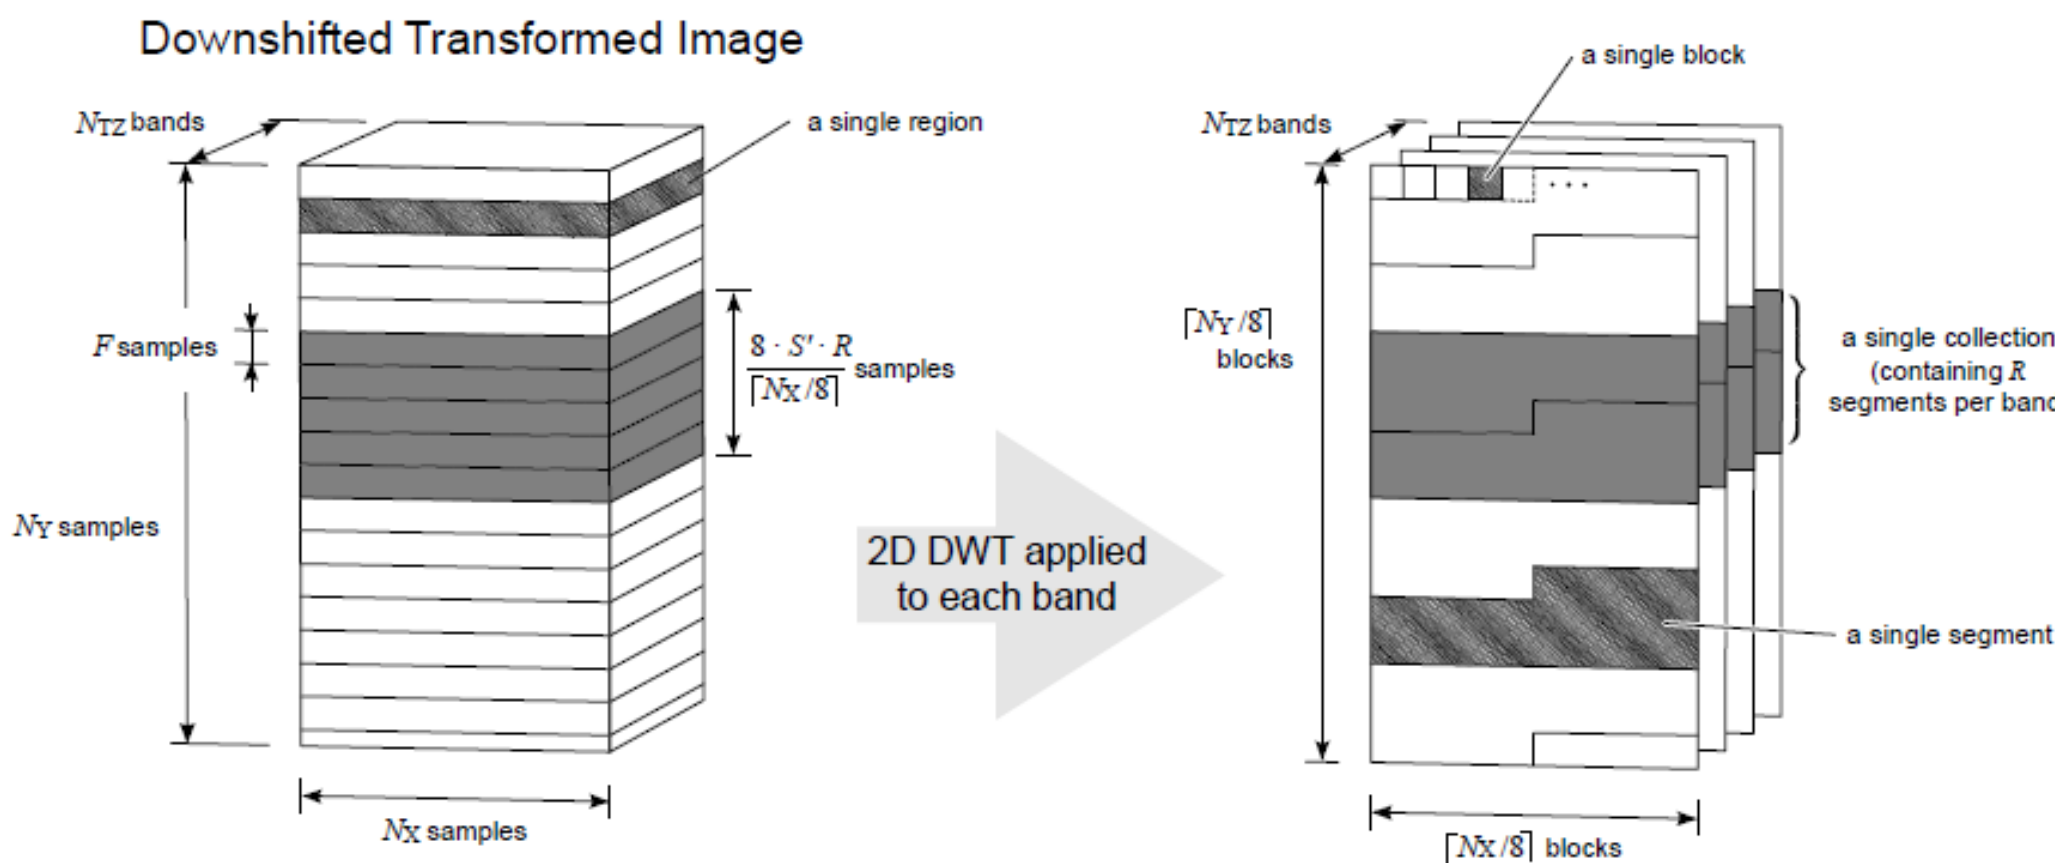 Downshifted Transformed Image
NTZ bands
a single region
F samples
8 · S′ · R
⌈NX/8⌉
samples
NY samples
NX samples
2D DWT applied
to each band
a single block
NTZ bands
. . .
⌈NY/8⌉
blocks
a single collection
(containing R
segments per band
a single segment
⌈NX/8⌉ blocks